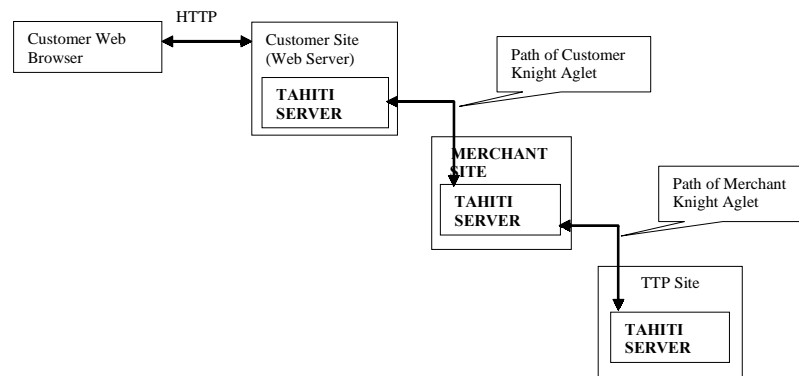 HTTP
Customer Web
Browser
Customer Site
(Web Server)
TAHITI
SERVER
Path of Customer
Knight Aglet
MERCHANT
SITE
TAHITI
SERVER
Path of Merchant
Knight Aglet
TTP Site
TAHITI
SERVER